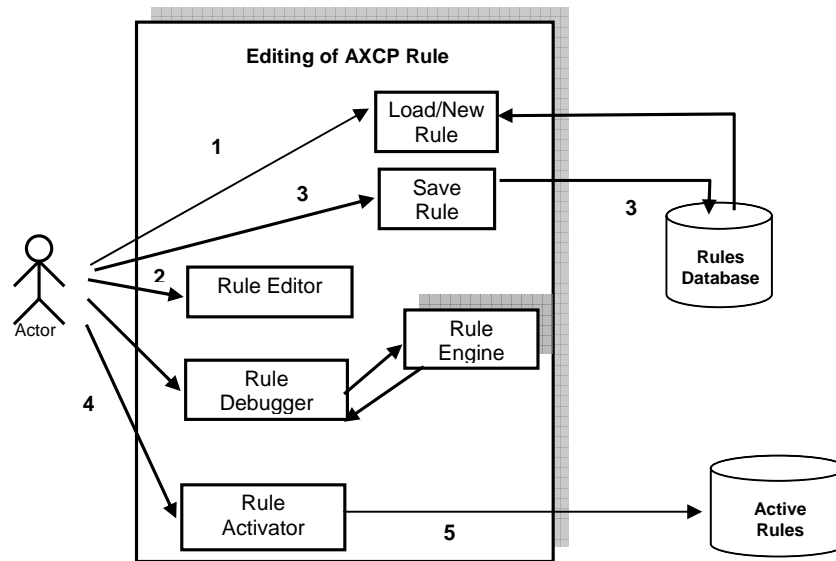 Editing of AXCP Rule
Load/New
Rule
1
3
Save
Rule
3
Rules
Database
2
Rule Editor
Actor
Rule
Engine
Rule
Debugger
4
Rule
Activator
5
Active
Rules